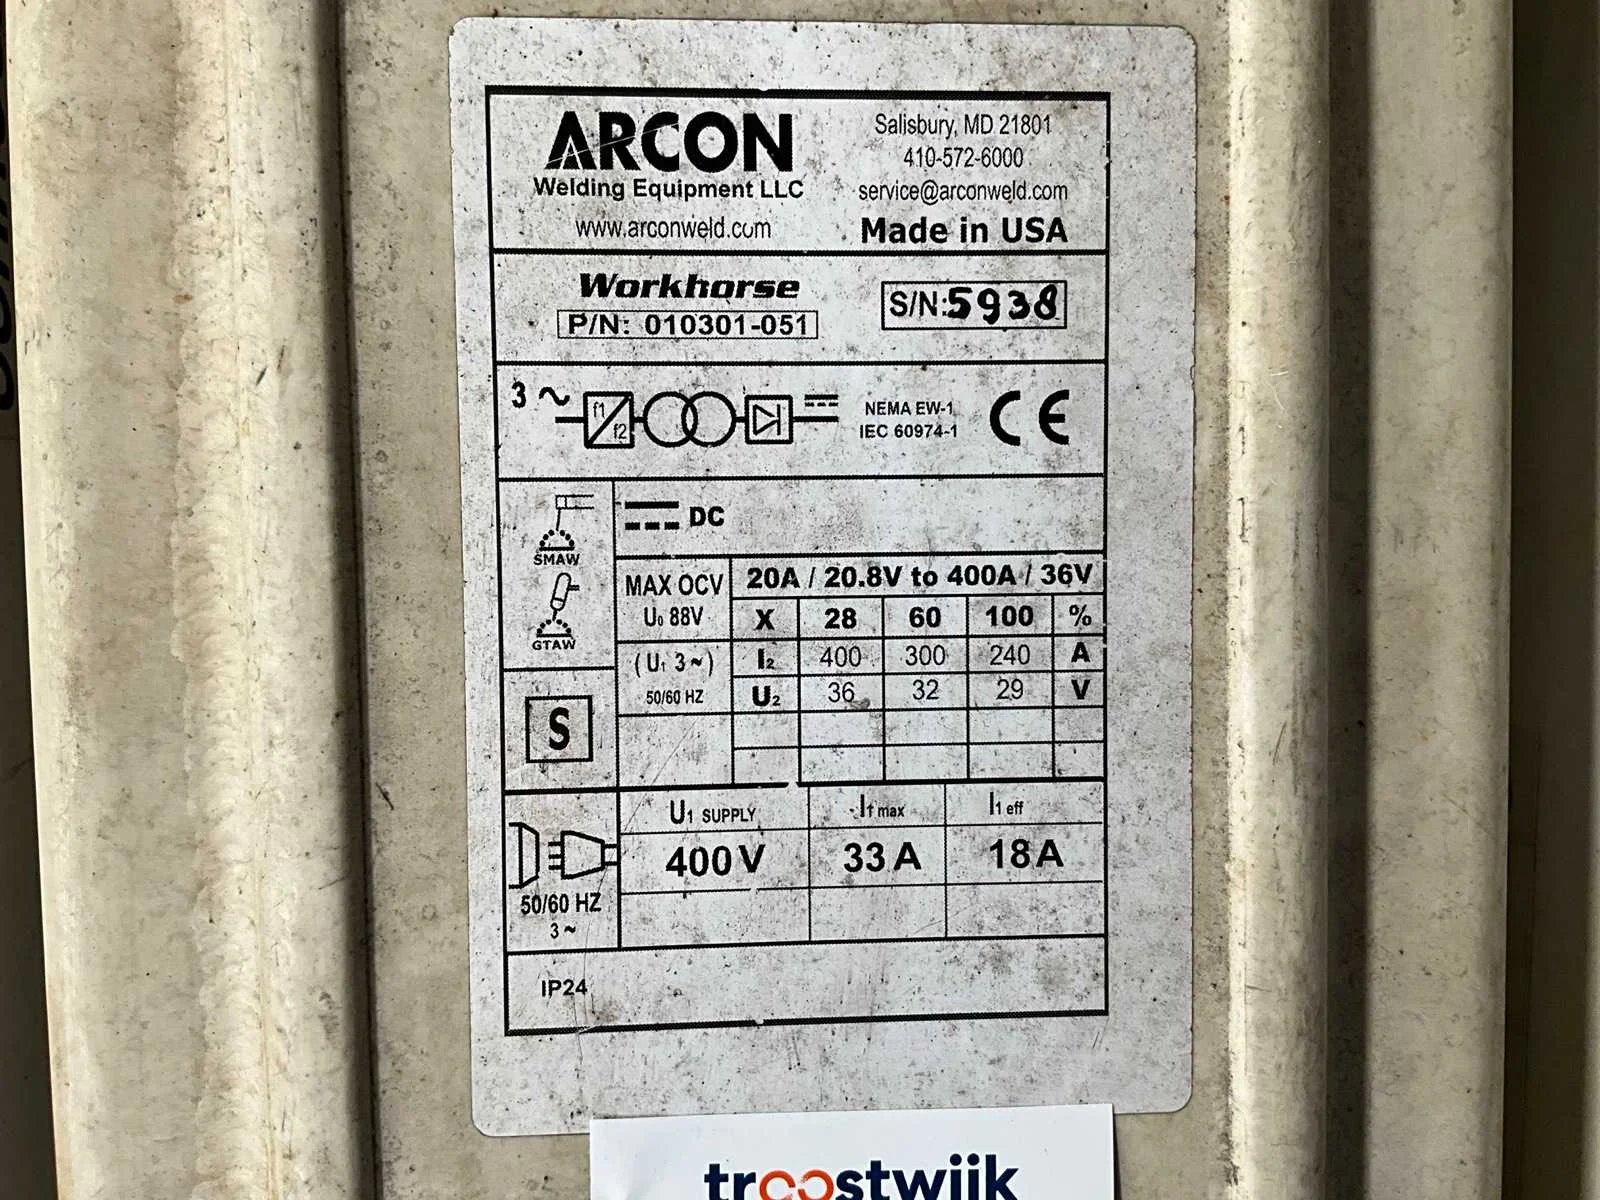 ARCON
Welding Equipment LLC
www.arconweld.com
Salisbury, MD 21801
410-572-6000
service@arconweld.com
Made in USA
Workhorse
P/N: 010301-051
S/N: 5938
3 ~
f1
f2
NEMA EW-1
IEC 60974-1
CE
SMAW
GTAW
S
DC
MAX OCV
U₀ 88V
(U₁ 3~)
50/60 HZ
20A / 20.8V to 400A / 36V
X 28 60 100 %
I₂ 400 300 240 A
U₂ 36 32 29 V
50/60 HZ
3~
U₁ SUPPLY I₁ max I₁ eff
400 V 33 A 18 A
IP24
troostwijk